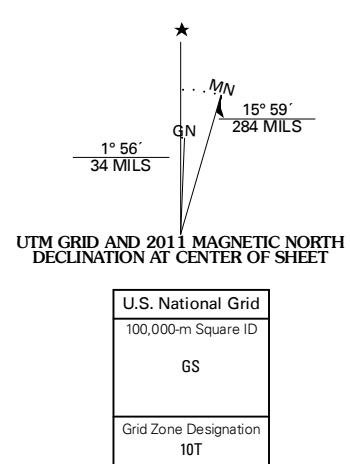 ★
MN
15° 59´
284 MILS
GN
1° 56´
34 MILS
UTM GRID AND 2011 MAGNETIC NORTH
DECLINATION AT CENTER OF SHEET
U.S. National Grid
100,000-m Square ID
GS
Grid Zone Designation
10T